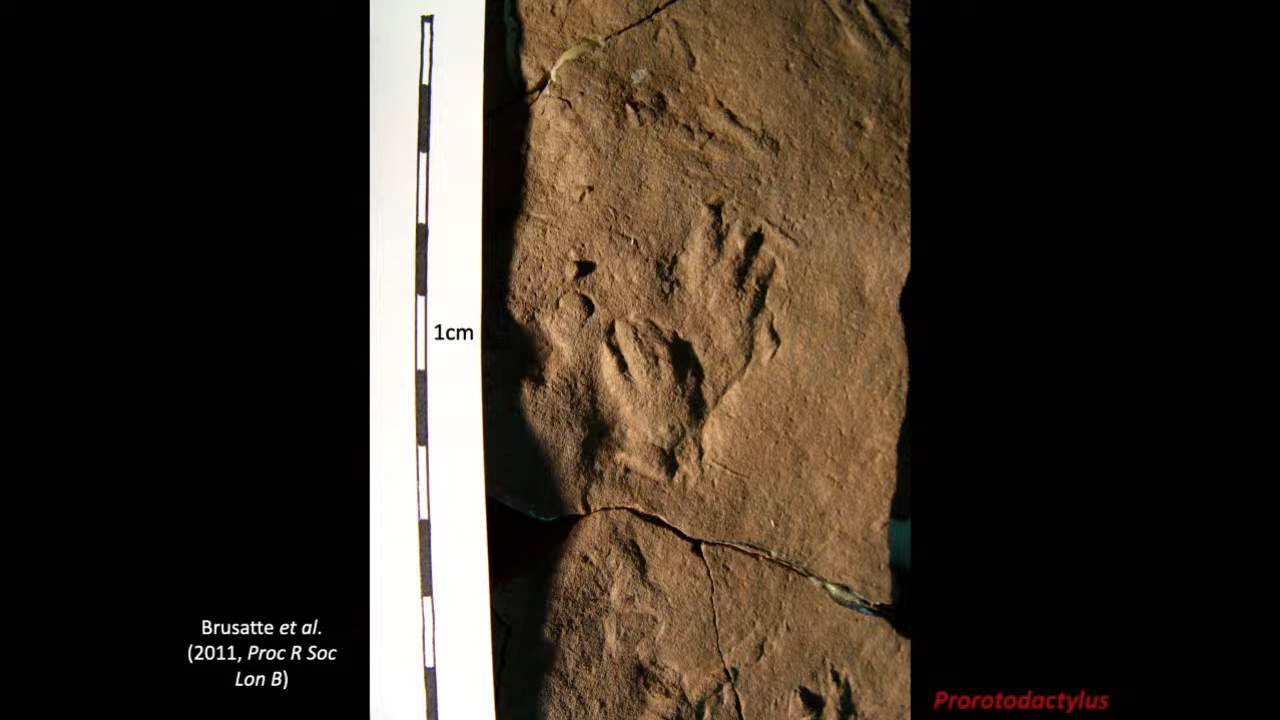 1cm
Brusatte et al.
(2011, Proc R Soc
Lon B)
Prorotodactylus